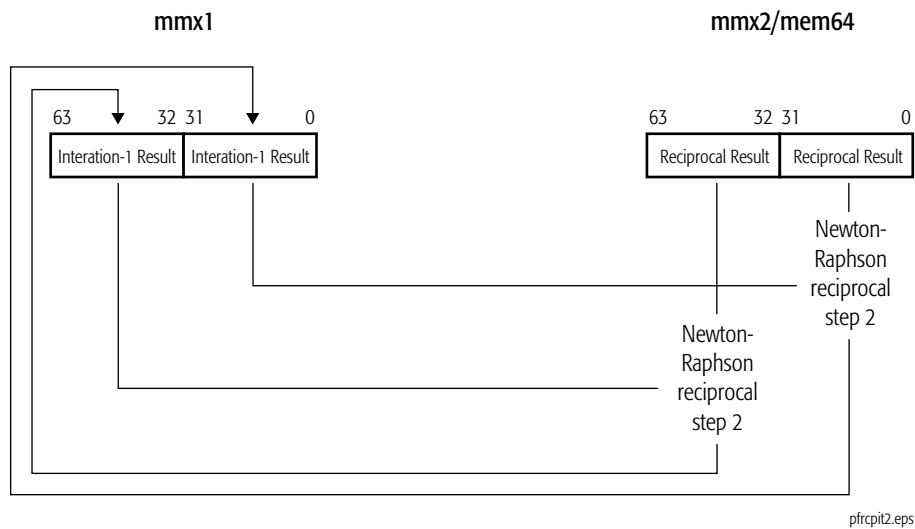 mmx1
mmx2/mem64
63 32 31 0
63 32 31 0
Interation-1 Result Interation-1 Result
Reciprocal Result Reciprocal Result
Newton-
Raphson
reciprocal
step 2
Newton-
Raphson
reciprocal
step 2
pfrcpit2.eps